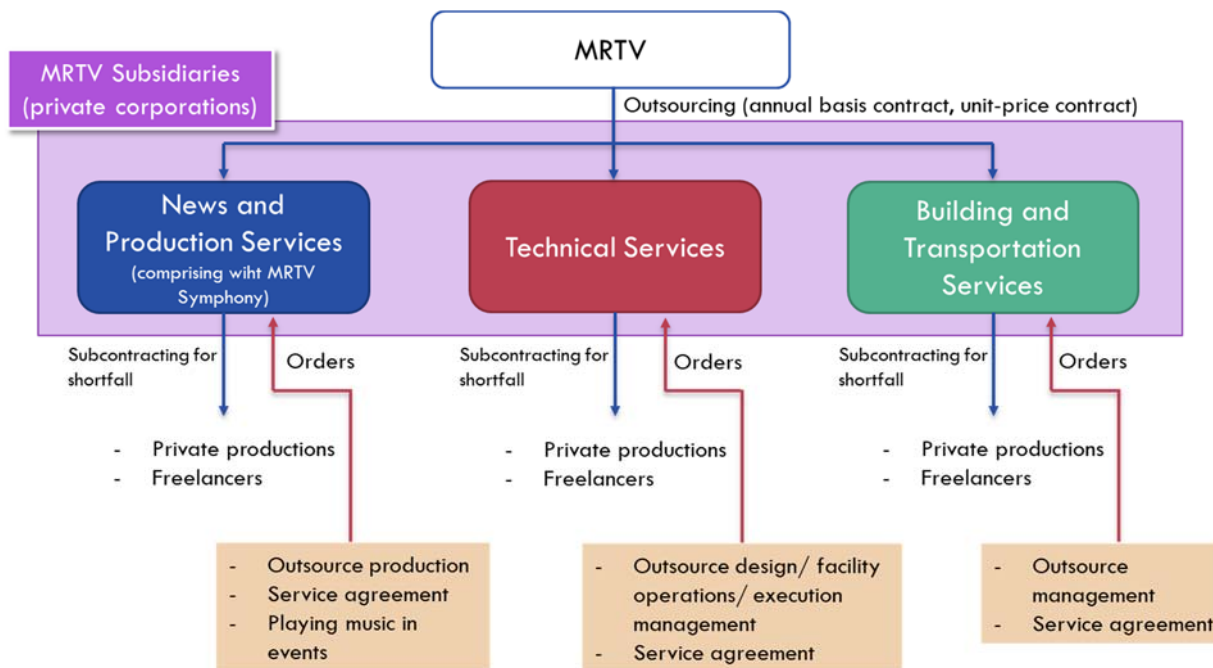 MRTV
MRTV Subsidiaries
(private corporations)
Outsourcing (annual basis contract, unit-price contract)
News and
Production Services
(comprising wiht MRTV
Symphony)
Technical Services
Building and
Transportation
Services
Subcontracting for
shortfall
Orders
Subcontracting for
shortfall
Orders
Subcontracting for
shortfall
Orders
- Private productions
- Freelancers
- Private productions
- Freelancers
- Private productions
- Freelancers
- Outsource production
- Service agreement
- Playing music in
events
- Outsource design/ facility
operations/ execution
management
- Service agreement
- Outsource
management
- Service agreement